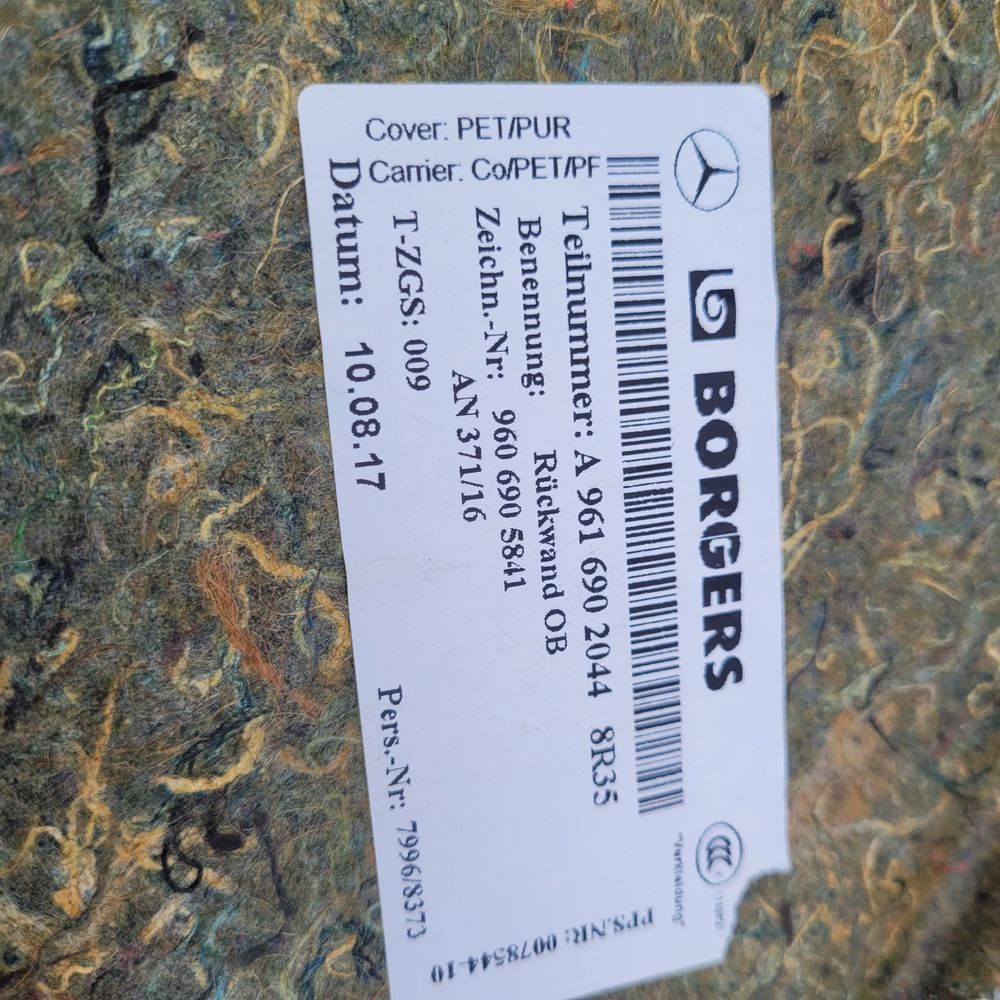 BORGERS
Teilnummer: A 961 690 2044 8R35
Benennung: Rückwand OB
Zeichn.-Nr: 960 690 5841
AN 371/16
T-ZGS: 009
Datum: 10.08.17
Pers.-Nr: 7996/8373
Cover: PET/PUR
Carrier: Co/PET/PF
CCC
"Verkleidung"
PPS.NR: 0078544-10